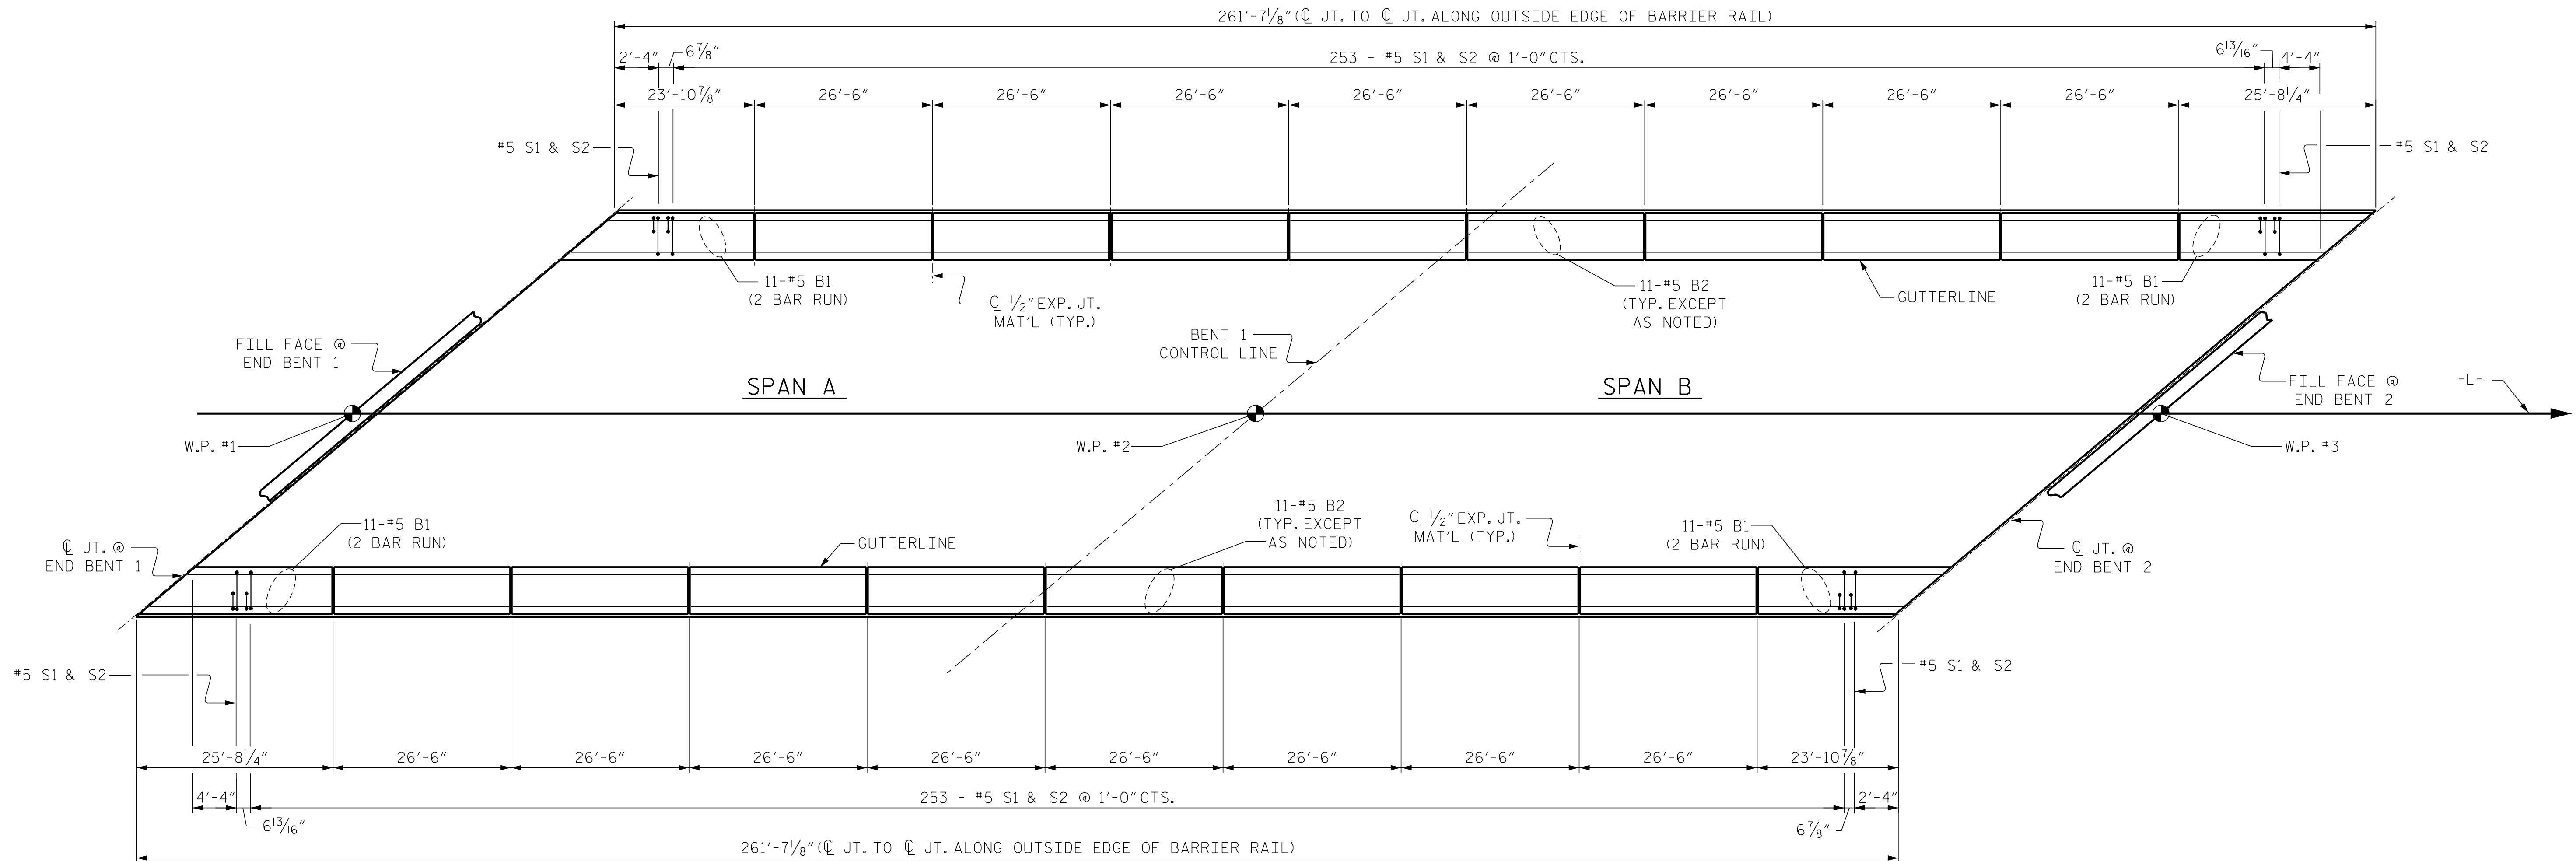 261'-7⅛" (℄ JT. TO ℄ JT. ALONG OUTSIDE EDGE OF BARRIER RAIL)
2'-4"
6⅞"
253 - #5 S1 & S2 @ 1'-0" CTS.
6 13/16"
4'-4"
23'-10⅞"
26'-6"
26'-6"
26'-6"
26'-6"
26'-6"
26'-6"
26'-6"
26'-6"
25'-8¼"
#5 S1 & S2
#5 S1 & S2
11-#5 B1
(2 BAR RUN)
℄ ½" EXP. JT.
MAT'L (TYP.)
11-#5 B2
(TYP. EXCEPT
AS NOTED)
GUTTERLINE
11-#5 B1
(2 BAR RUN)
FILL FACE @
END BENT 1
BENT 1
CONTROL LINE
SPAN A
SPAN B
FILL FACE @
END BENT 2
-L-
W.P. #1
W.P. #2
W.P. #3
℄ JT. @
END BENT 1
11-#5 B1
(2 BAR RUN)
GUTTERLINE
11-#5 B2
(TYP. EXCEPT
AS NOTED)
℄ ½" EXP. JT.
MAT'L (TYP.)
11-#5 B1
(2 BAR RUN)
℄ JT. @
END BENT 2
#5 S1 & S2
#5 S1 & S2
25'-8¼"
26'-6"
26'-6"
26'-6"
26'-6"
26'-6"
26'-6"
26'-6"
26'-6"
23'-10⅞"
4'-4"
6 13/16"
253 - #5 S1 & S2 @ 1'-0" CTS.
6⅞"
2'-4"
261'-7⅛" (℄ JT. TO ℄ JT. ALONG OUTSIDE EDGE OF BARRIER RAIL)